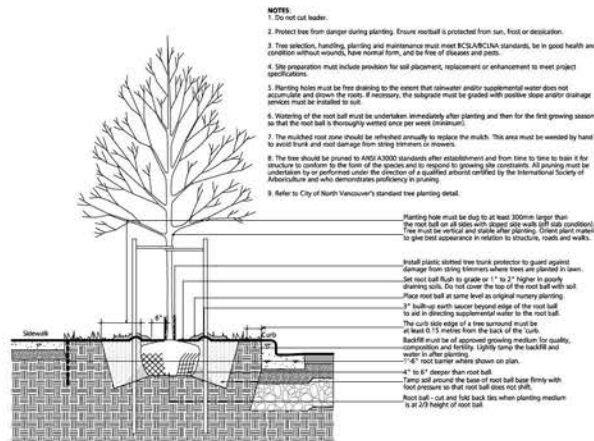 NOTES:
1. Do not cut leader.
2. Protect tree from danger during planting. Ensure rootball is protected from sun, frost or dessication.
3. Tree selection, handling, planting and maintenance must meet BCSLA/BCLNA standards, be in good health and
condition without wounds, have normal form, and be free of diseases and pests.
4. Site preparation must include provision for soil placement, replacement or enhancement to meet project
specifications.
5. Planting holes must be free draining to the extent that rainwater and/or supplemental water does not
accumulate and drown the roots. If necessary, the subgrade must be graded with positive slope and/or drainage
services must be installed to suit.
6. Watering of the root ball must be undertaken immediately after planting and then for the first growing season
so that the root ball is thoroughly wetted once per week (minimum).
7. The mulched root zone should be refreshed annually to replace the mulch. This area must be weeded by hand
to avoid trunk and root damage from string trimmers or mowers.
8. The tree should be pruned to ANSI A3000 standards after establishment and from time to time to train it for
structure to conform to the form of the species and to respond to growing site constraints. All pruning must be
undertaken by or performed under the direction of a qualified arborist certified by the International Society of
Arboriculture and who demonstrates proficiency in pruning.
9. Refer to City of North Vancouver's standard tree planting detail.
Planting hole must be dug to at least 300mm larger than
the root ball on all sides with sloped side walls (off slab condition).
Tree must be vertical and stable after planting. Orient plant material
to give best appearance in relation to structure, roads and walks.
Install plastic slotted tree trunk protector to guard against
damage from string trimmers where trees are planted in lawn.
Set root ball flush to grade or 1" to 2" higher in poorly
draining soils. Do not cover the top of root ball with soil.
Place root ball at same level as original nursery planting.
3" built-up earth saucer beyond edge of the root ball
to aid in directing supplemental water to the root ball.
The curb side edge of a tree surround must be
at least 0.15 metres from the back of the curb.
Backfill must be of approved growing medium for quality,
composition and fertility. Lightly tamp the backfill and
water in after planting.
1'-6" root barrier where shown on plan.
4" to 6" deeper than root ball.
Tamp soil around the base of root ball base firmly with
foot pressure so that root ball does not shift.
Root ball - cut and fold back ties when planting medium
is at 2/3 height of root ball.
6"
Sidewalk
Curb